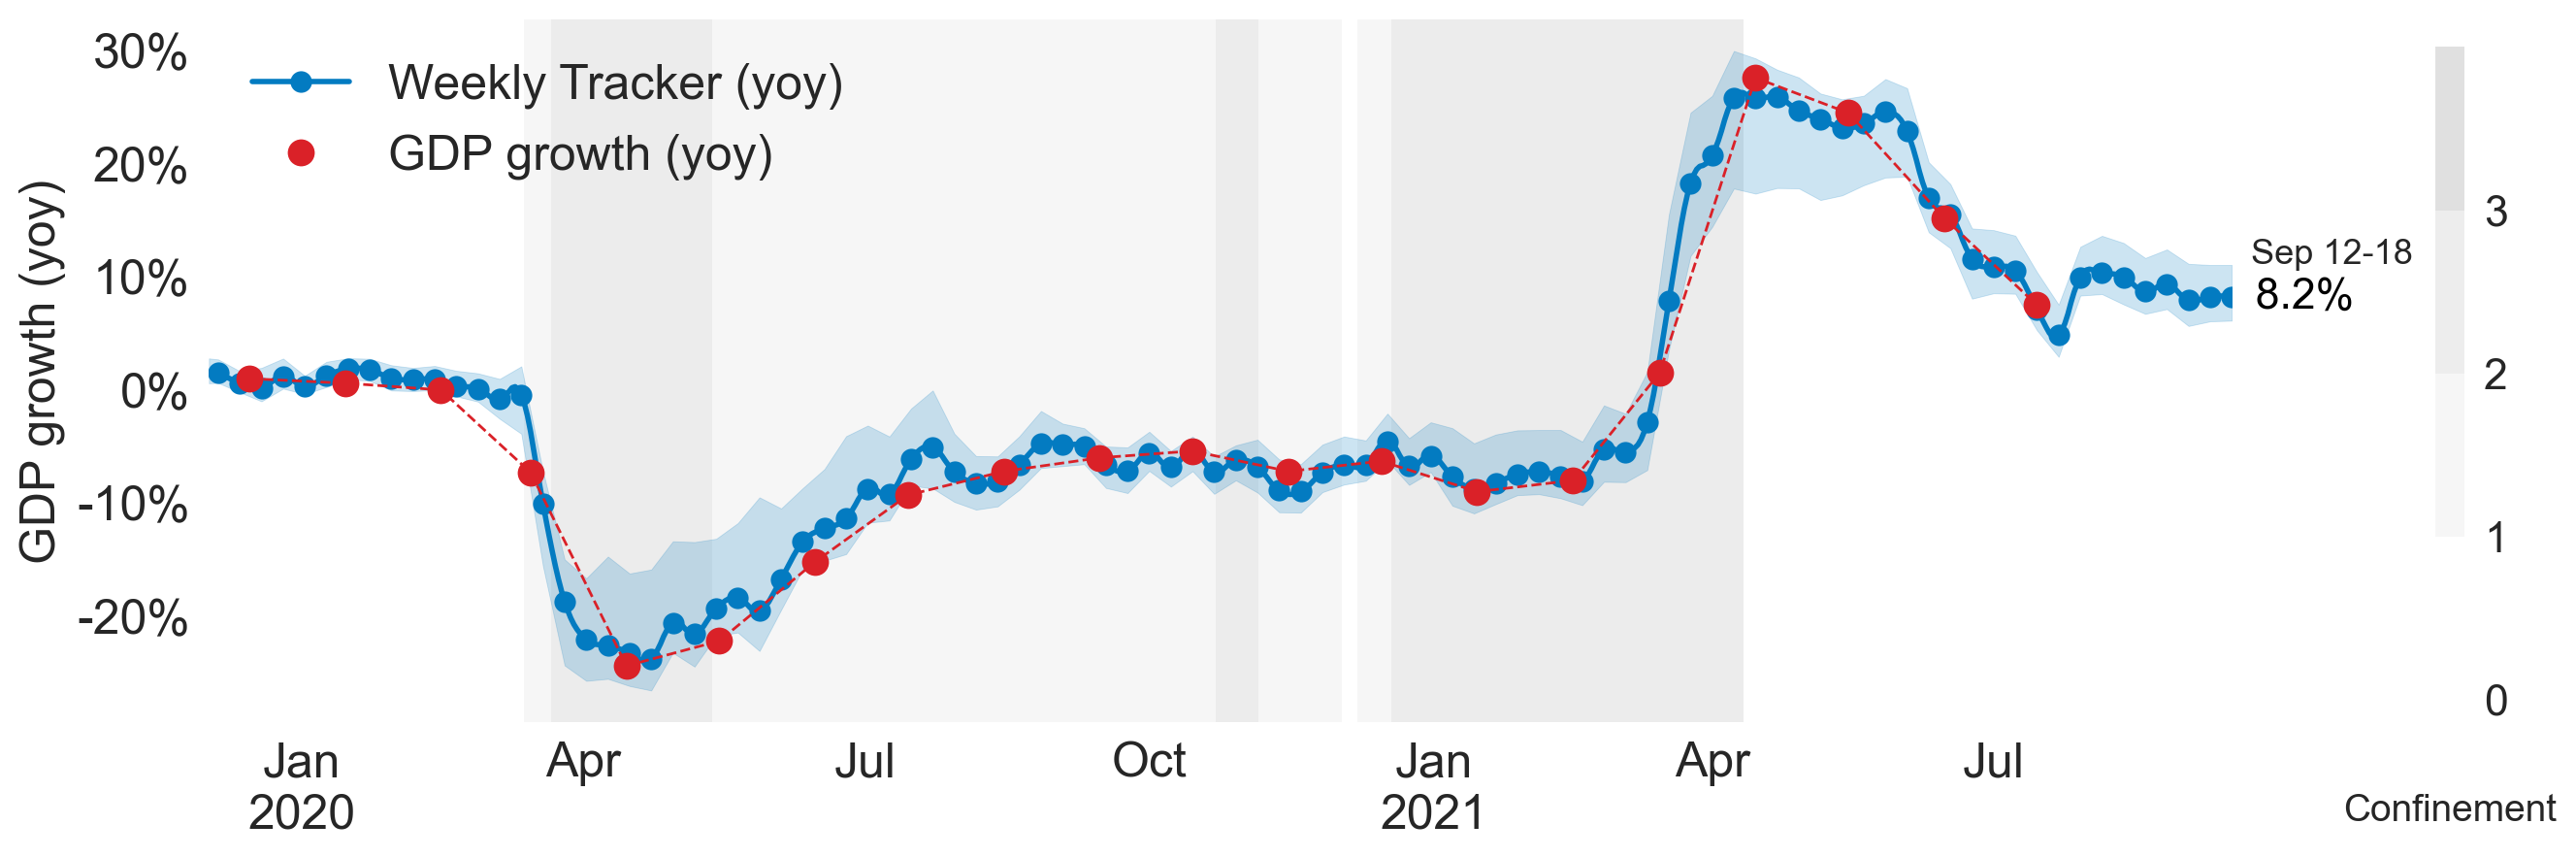 30%
20%
10%
0%
-10%
-20%
GDP growth (yoy)
Weekly Tracker (yoy)
GDP growth (yoy)
Sep 12-18
8.2%
3
2
1
0
Jan
2020
Apr
Jul
Oct
Jan
2021
Apr
Jul
Confinement